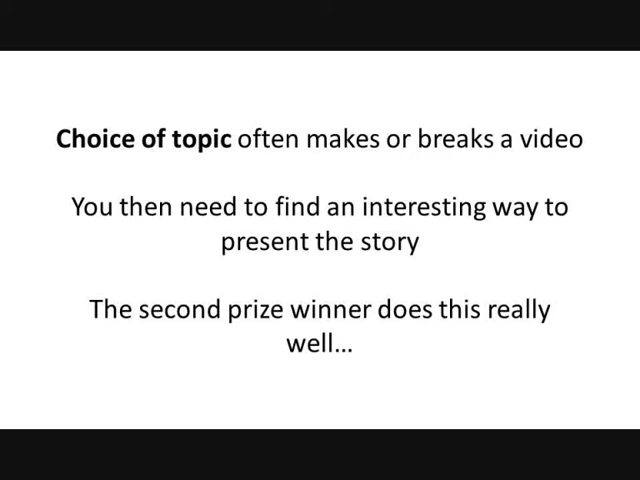 Choice of topic often makes or breaks a video
You then need to find an interesting way to
present the story
The second prize winner does this really
well...